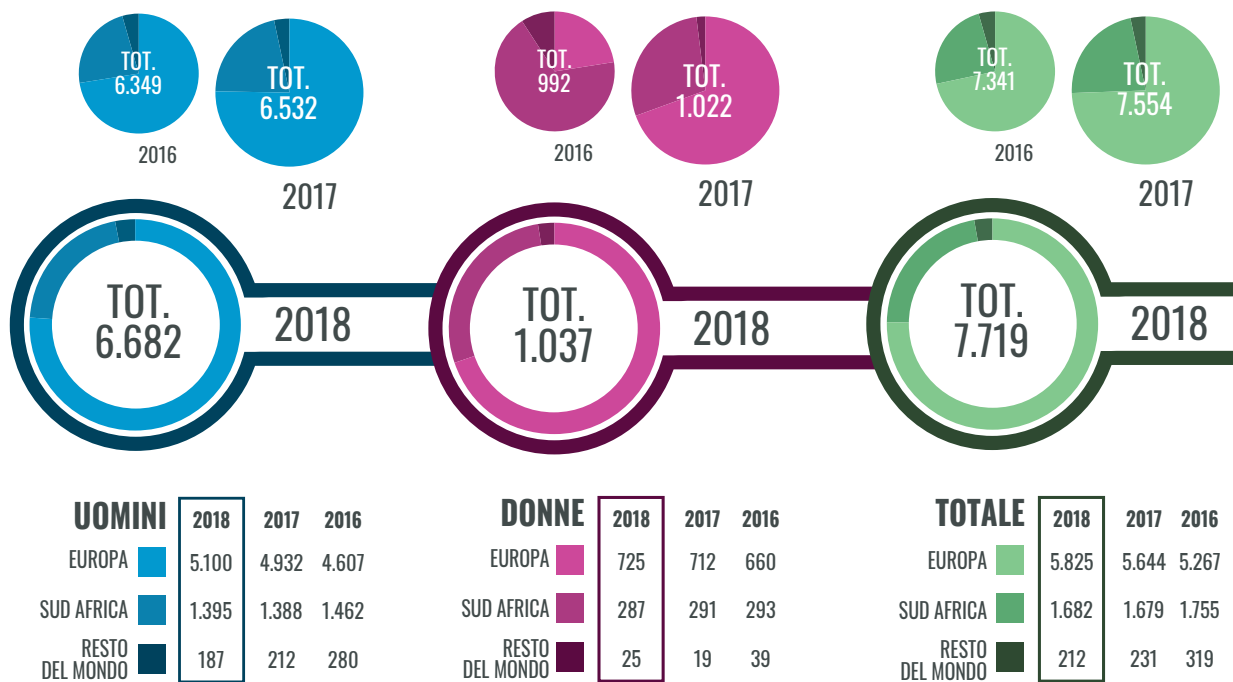 TOT.
6.349
2016
TOT.
6.532
2017
TOT.
992
2016
TOT.
1.022
2017
TOT.
7.341
2016
TOT.
7.554
2017
TOT.
6.682
2018
TOT.
1.037
2018
TOT.
7.719
2018
UOMINI 2018 2017 2016
EUROPA 5.100 4.932 4.607
SUD AFRICA 1.395 1.388 1.462
RESTO
DEL MONDO 187 212 280
DONNE 2018 2017 2016
EUROPA 725 712 660
SUD AFRICA 287 291 293
RESTO
DEL MONDO 25 19 39
TOTALE 2018 2017 2016
EUROPA 5.825 5.644 5.267
SUD AFRICA 1.682 1.679 1.755
RESTO
DEL MONDO 212 231 319